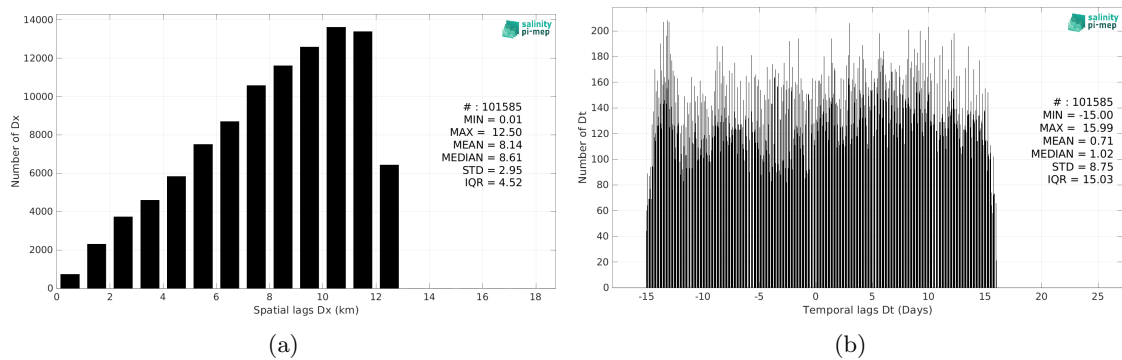 14000
12000
10000
8000
6000
4000
2000
0
Number of Dx
0 2 4 6 8 10 12 14 16 18
Spatial lags Dx (km)
salinity
pi-mep
# : 101585
MIN = 0.01
MAX = 12.50
MEAN = 8.14
MEDIAN = 8.61
STD = 2.95
IQR = 4.52
(a)
200
180
160
140
120
100
80
60
40
20
0
Number of Dt
-15 -10 -5 0 5 10 15 20 25
Temporal lags Dt (Days)
salinity
pi-mep
# : 101585
MIN = -15.00
MAX = 15.99
MEAN = 0.71
MEDIAN = 1.02
STD = 8.75
IQR = 15.03
(b)